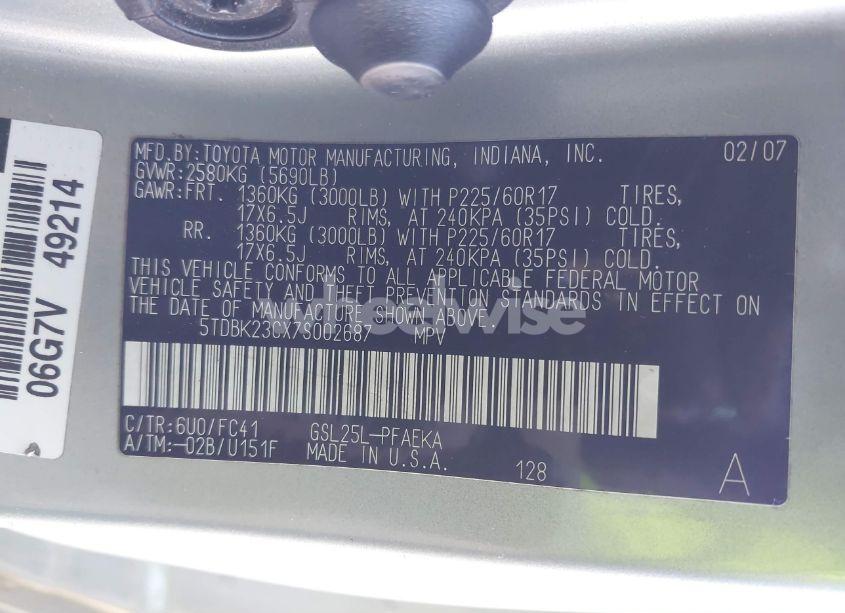 MFD.BY:TOYOTA MOTOR MANUFACTURING, INDIANA, INC. 02/07
GVWR:2580KG (5690LB)
GAWR:FRT. 1360KG (3000LB) WITH P225/60R17 TIRES,
17X6.5J RIMS, AT 240KPA (35PSI) COLD.
RR. 1360KG (3000LB) WITH P225/60R17 TIRES,
17X6.5J RIMS, AT 240KPA (35PSI) COLD.
THIS VEHICLE CONFORMS TO ALL APPLICABLE FEDERAL MOTOR
VEHICLE SAFETY AND THEFT PREVENTION STANDARDS IN EFFECT ON
THE DATE OF MANUFACTURE SHOWN ABOVE.
5TDBK23CX7S002687 MPV
C/TR:6U0/FC41 GSL25L-PFAEKA
A/TM:-02B/U151F MADE IN U.S.A. 128 A
06G7V 49214
wheelwise